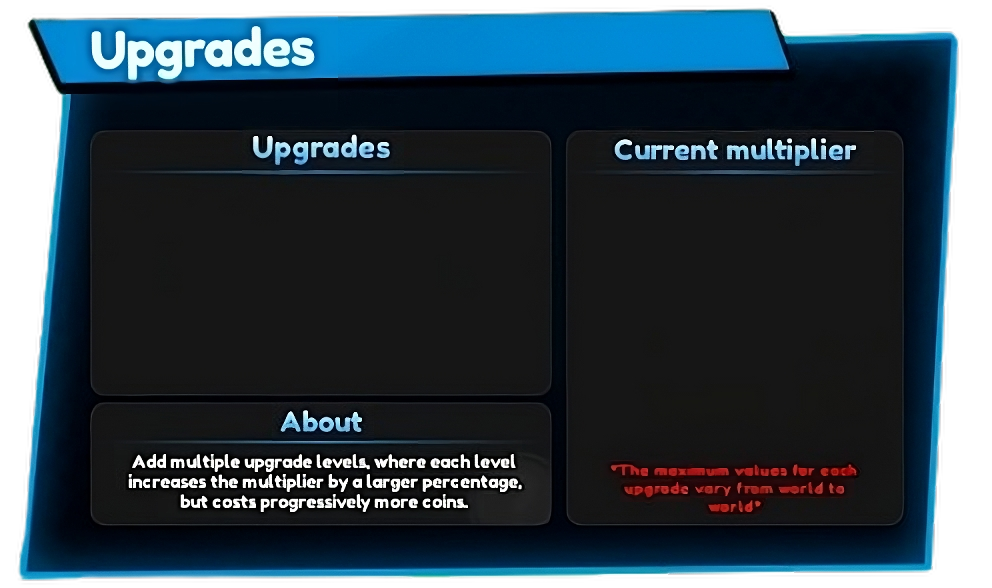 Upgrades
Upgrades
Current multiplier
About
Add multiple upgrade levels, where each level
increases the multiplier by a larger percentage,
but costs progressively more coins.
"The maximum values for each
upgrade vary from world to
world"